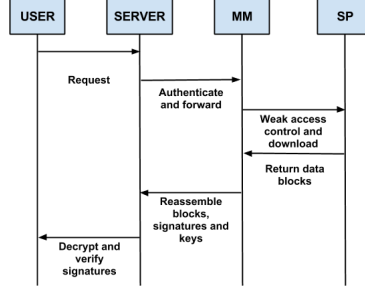 USER SERVER MM SP
Request
Authenticate
and forward
Weak access
control and
download
Return data
blocks
Reassemble
blocks,
signatures and
keys
Decrypt and
verify
signatures